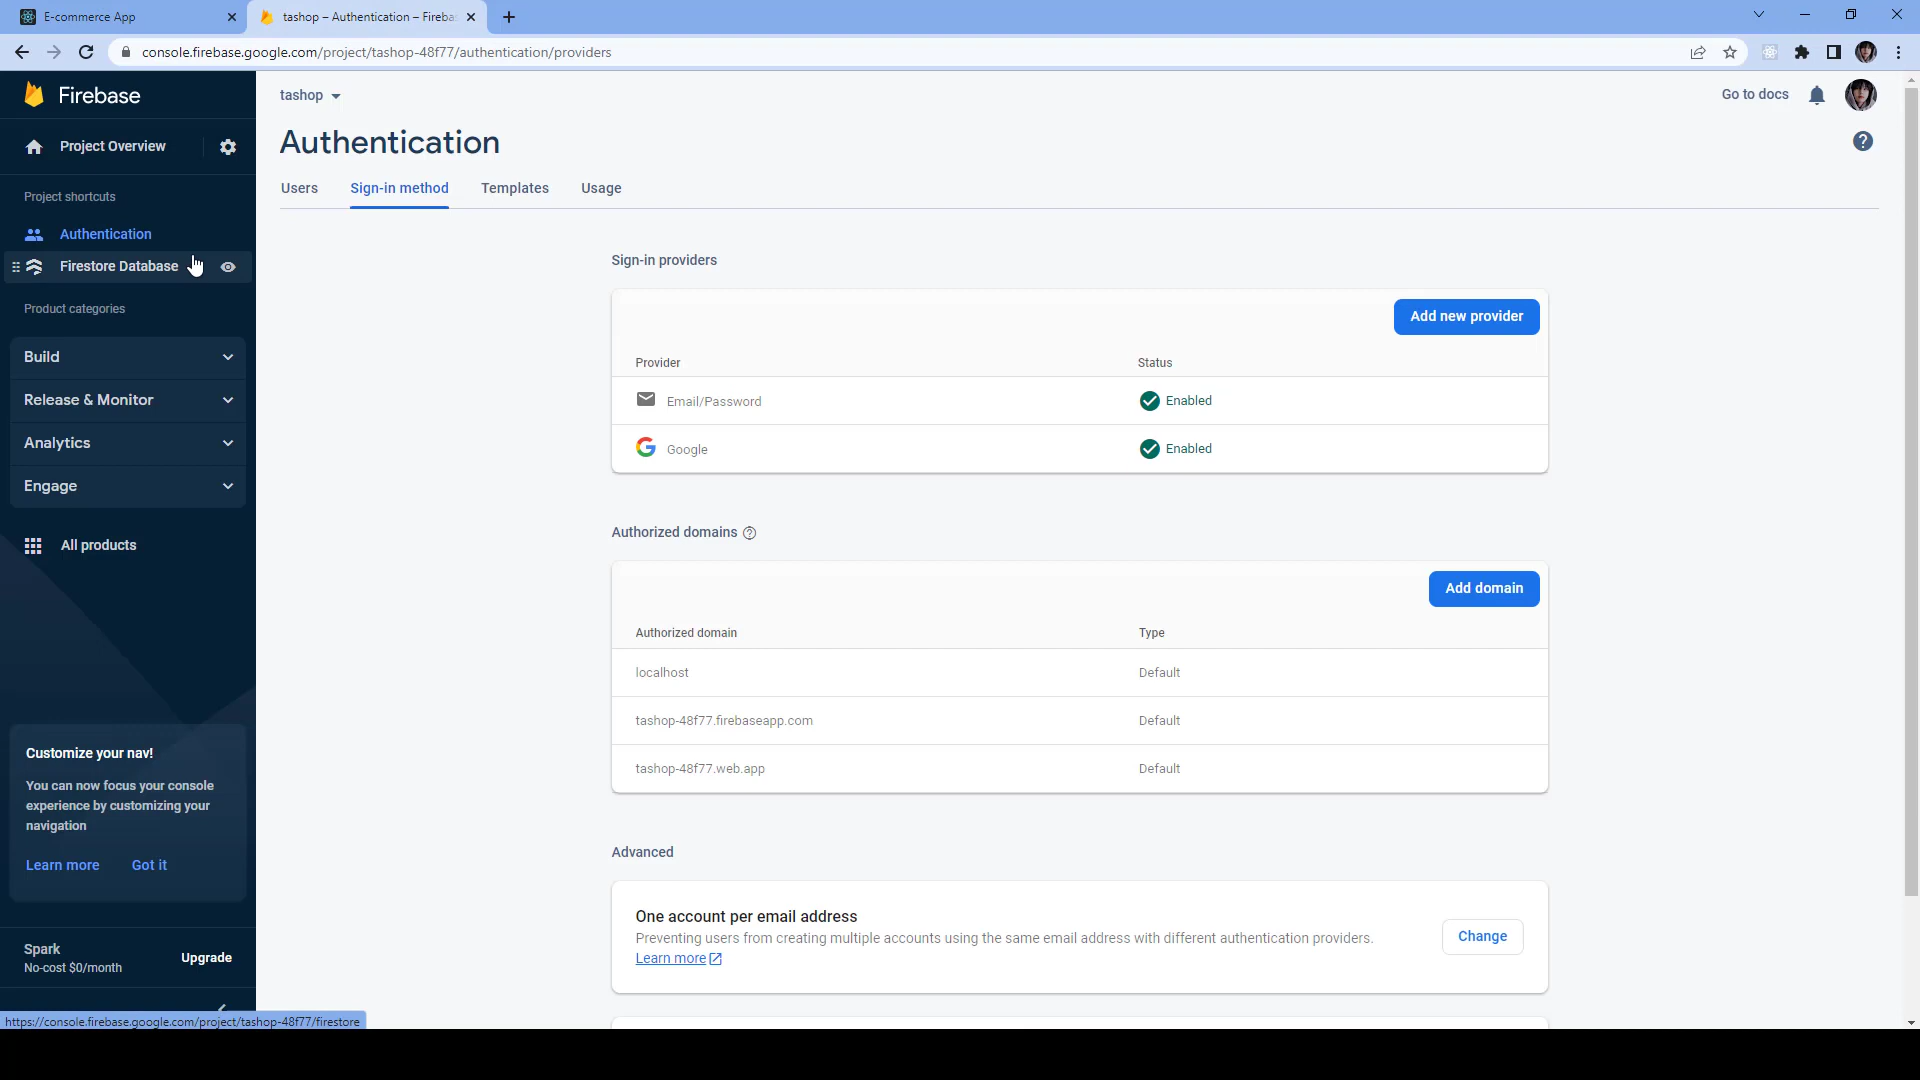 E-commerce App
tashop – Authentication – Fireba
console.firebase.google.com/project/tashop-48f77/authentication/providers
Firebase
Project Overview
Project shortcuts
Authentication
Firestore Database
Product categories
Build
Release & Monitor
Analytics
Engage
All products
Customize your nav!
You can now focus your console
experience by customizing your
navigation
Learn more Got it
Spark
No-cost $0/month
Upgrade
https://console.firebase.google.com/project/tashop-48f77/firestore
tashop
Go to docs
Authentication
Users Sign-in method Templates Usage
Sign-in providers
Add new provider
Provider Status
Email/Password Enabled
Google Enabled
Authorized domains
Add domain
Authorized domain Type
localhost Default
tashop-48f77.firebaseapp.com Default
tashop-48f77.web.app Default
Advanced
One account per email address
Preventing users from creating multiple accounts using the same email address with different authentication providers.
Learn more
Change